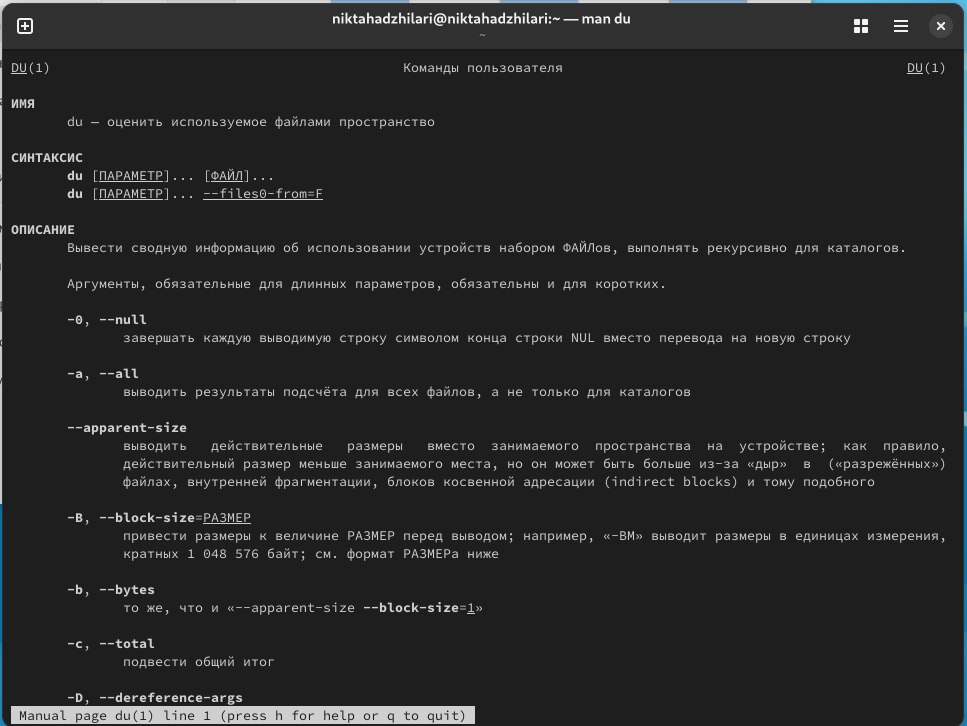 niktahadzhilari@niktahadzhilari:~ — man du
~
DU(1) Команды пользователя DU(1)
ИМЯ
du – оценить используемое файлами пространство
СИНТАКСИС
du [ПАРАМЕТР]... [ФАЙЛ]...
du [ПАРАМЕТР]... --files0-from=F
ОПИСАНИЕ
Вывести сводную информацию об использовании устройств набором ФАЙЛов, выполнять рекурсивно для каталогов.
Аргументы, обязательные для длинных параметров, обязательны и для коротких.
-0, --null
завершать каждую выводимую строку символом конца строки NUL вместо перевода на новую строку
-a, --all
выводить результаты подсчёта для всех файлов, а не только для каталогов
--apparent-size
выводить действительные размеры вместо занимаемого пространства на устройстве; как правило,
действительный размер меньше занимаемого места, но он может быть больше из-за «дыр» в («разрежённых»)
файлах, внутренней фрагментации, блоков косвенной адресации (indirect blocks) и тому подобного
-B, --block-size=РАЗМЕР
привести размеры к величине РАЗМЕР перед выводом; например, «-BM» выводит размеры в единицах измерения,
кратных 1 048 576 байт; см. формат РАЗМЕРа ниже
-b, --bytes
то же, что и «--apparent-size --block-size=1»
-c, --total
подвести общий итог
-D, --dereference-args
Manual page du(1) line 1 (press h for help or q to quit)